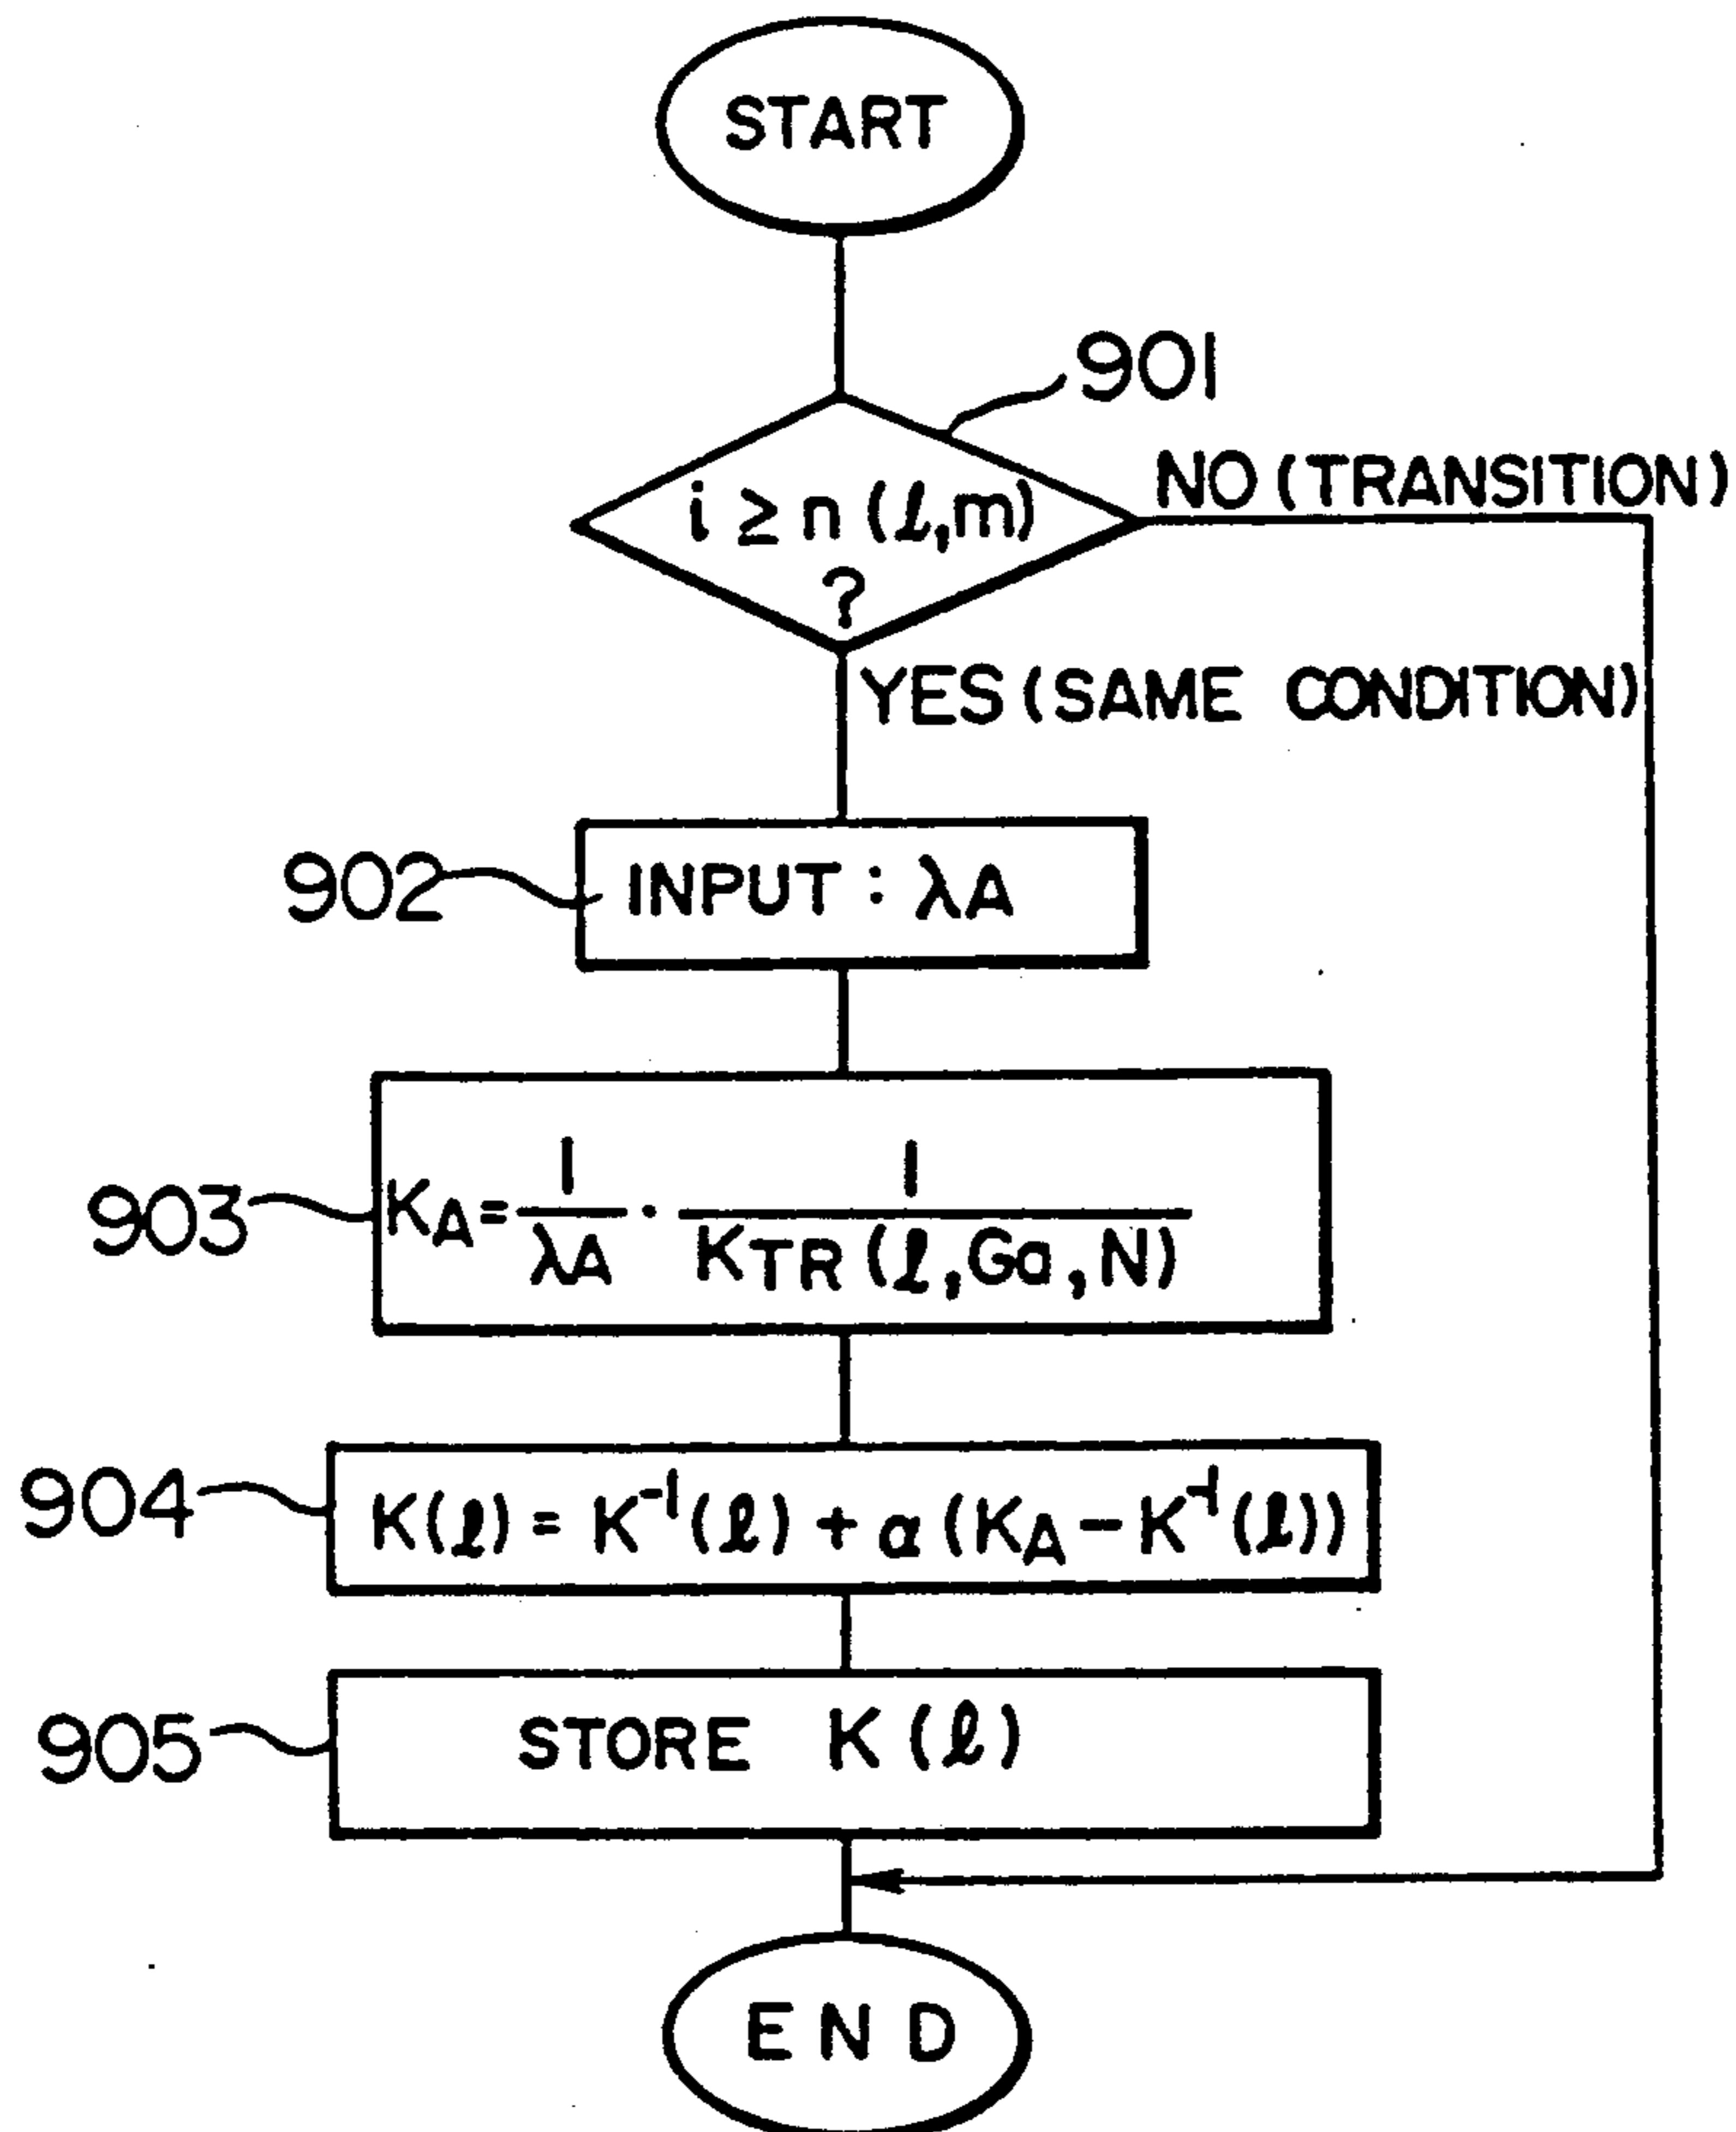 START
901
i ≥ n (ℓ,m)
?
NO (TRANSITION)
YES (SAME CONDITION)
902
INPUT : λA
903
KA = 1/λA · 1/KTR (ℓ, Ga, N)
904
K(ℓ) = K⁻¹(ℓ) + α (KA − K⁻¹(ℓ))
905
STORE K (ℓ)
END